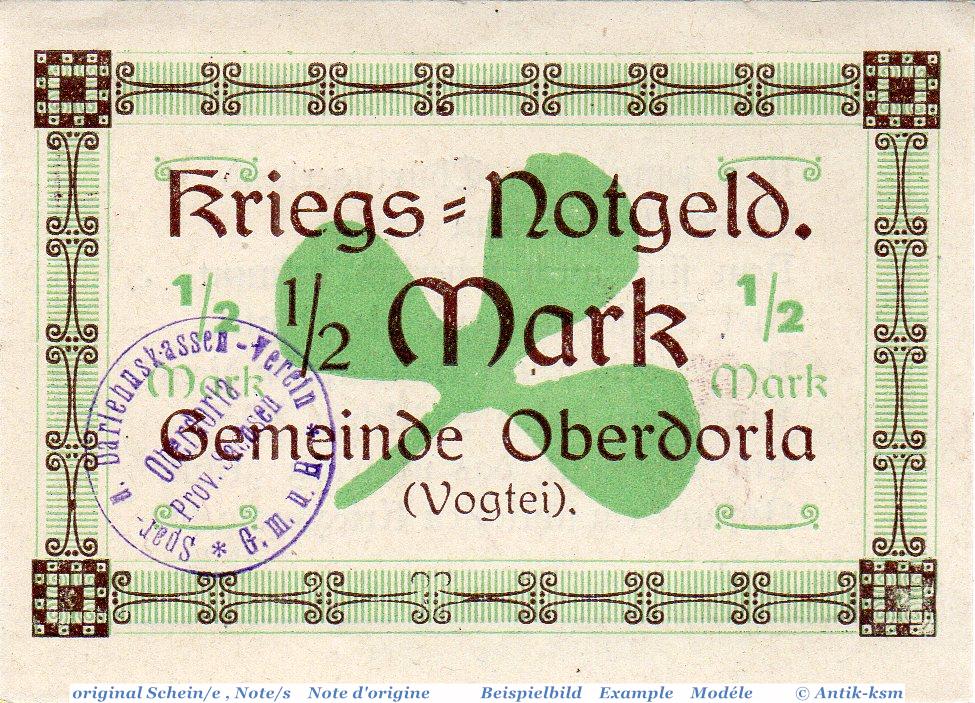 Kriegs=Notgeld.
1/2
1/2 Mark
1/2
Mark
Mark
Gemeinde Oberdorla
(Vogtei).
Spar- u. Darlehnskassen-Verein
Oberdorla
Prov. Sachsen
* G. m. u. H *
original Schein/e , Note/s Note d'origine Beispielbild Example Modéle © Antik-ksm